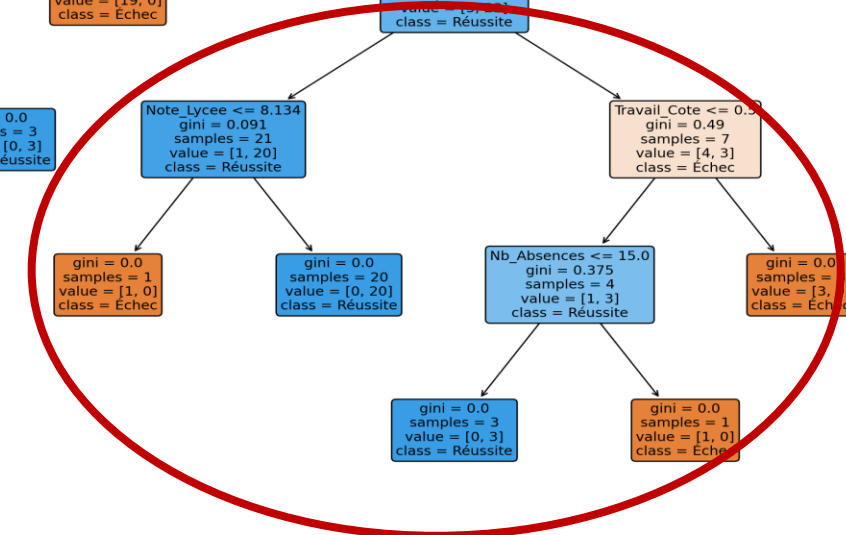 value = [19, 0]
class = Échec
class = Réussite
0.0
s = 3
[0, 3]
éussite
Note_Lycee <= 8.134
gini = 0.091
samples = 21
value = [1, 20]
class = Réussite
Travail_Cote <= 0.5
gini = 0.49
samples = 7
value = [4, 3]
class = Échec
gini = 0.0
samples = 1
value = [1, 0]
class = Échec
gini = 0.0
samples = 20
value = [0, 20]
class = Réussite
Nb_Absences <= 15.0
gini = 0.375
samples = 4
value = [1, 3]
class = Réussite
gini = 0.0
samples =
value = [3,
class = Échec
gini = 0.0
samples = 3
value = [0, 3]
class = Réussite
gini = 0.0
samples = 1
value = [1, 0]
class = Échec